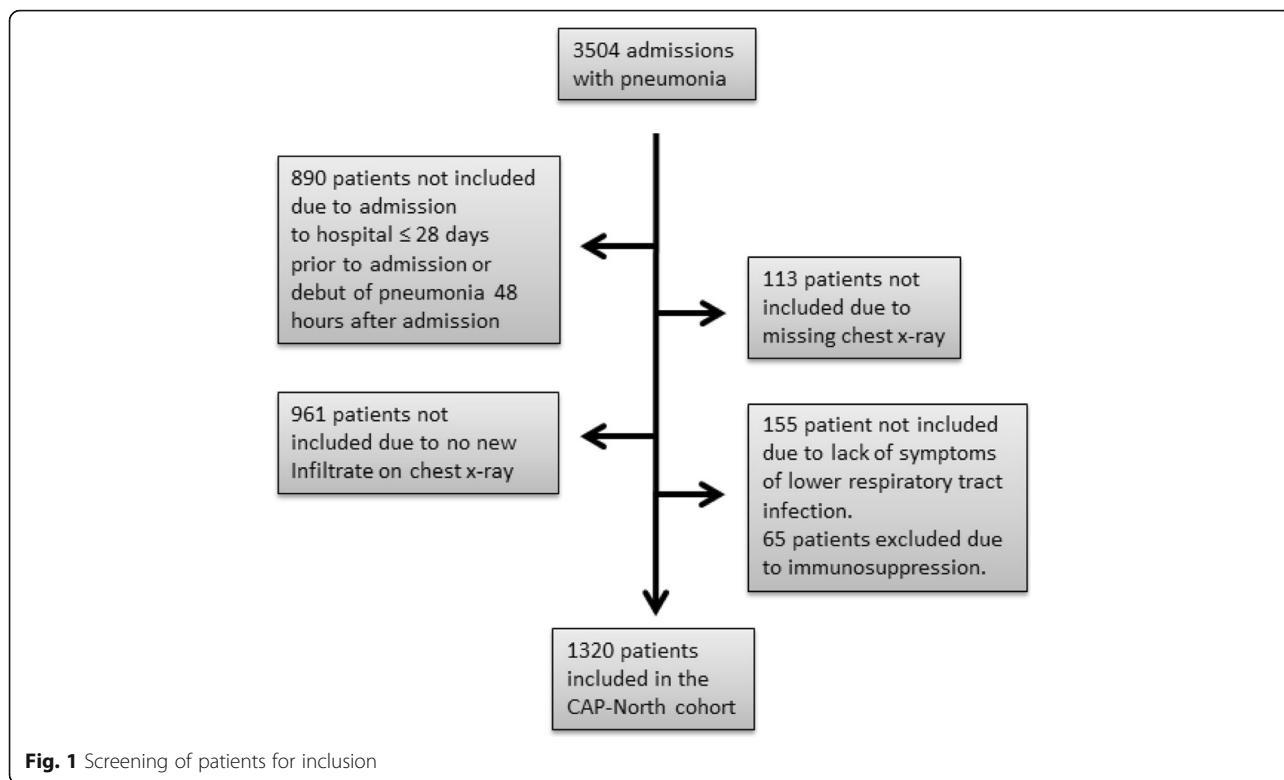 3504 admissions
with pneumonia
890 patients not included
due to admission
to hospital ≤ 28 days
prior to admission or
debut of pneumonia 48
hours after admission
113 patients not
included due to
missing chest x-ray
961 patients not
included due to no new
Infiltrate on chest x-ray
155 patient not included
due to lack of symptoms
of lower respiratory tract
infection.
65 patients excluded due
to immunosuppression.
1320 patients
included in the
CAP-North cohort
Fig. 1 Screening of patients for inclusion